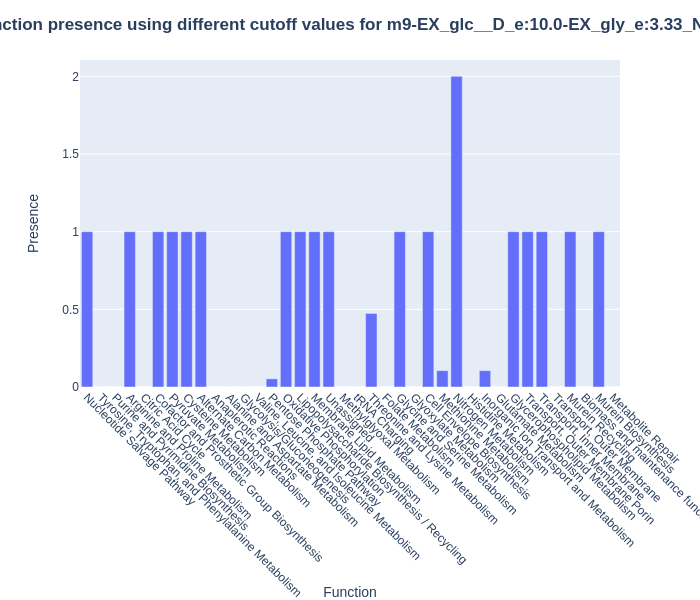 nction presence using different cutoff values for m9-EX_glc__D_e:10.0-EX_gly_e:3.33_N
Presence
2
1.5
1
0.5
0
Nucleotide Salvage Pathway
Tyrosine, Tryptophan, and Phenylalanine Metabolism
Purine and Pyrimidine Biosynthesis
Arginine and Proline Metabolism
Citric Acid Cycle
Cofactor and Prosthetic Group Biosynthesis
Pyruvate Metabolism
Cysteine Metabolism
Alternate Carbon Metabolism
Anaplerotic Reactions
Alanine and Aspartate Metabolism
Glycolysis/Gluconeogenesis
Valine, Leucine, and Isoleucine Metabolism
Pentose Phosphate Pathway
Oxidative Phosphorylation
Lipopolysaccharide Biosynthesis / Recycling
Membrane Lipid Metabolism
Unassigned
Methylglyoxal Metabolism
tRNA Charging
Threonine and Lysine Metabolism
Folate Metabolism
Glycine and Serine Metabolism
Glyoxylate Metabolism
Cell Envelope Biosynthesis
Methionine Metabolism
Nitrogen Metabolism
Histidine Metabolism
Inorganic Ion Transport and Metabolism
Glutamate Metabolism
Glycerophospholipid Metabolism
Transport, Outer Membrane Porin
Transport, Inner Membrane
Transport, Outer Membrane
Murein Recycling
Biomass and maintenance func
Murein Biosynthesis
Metabolite Repair
Function